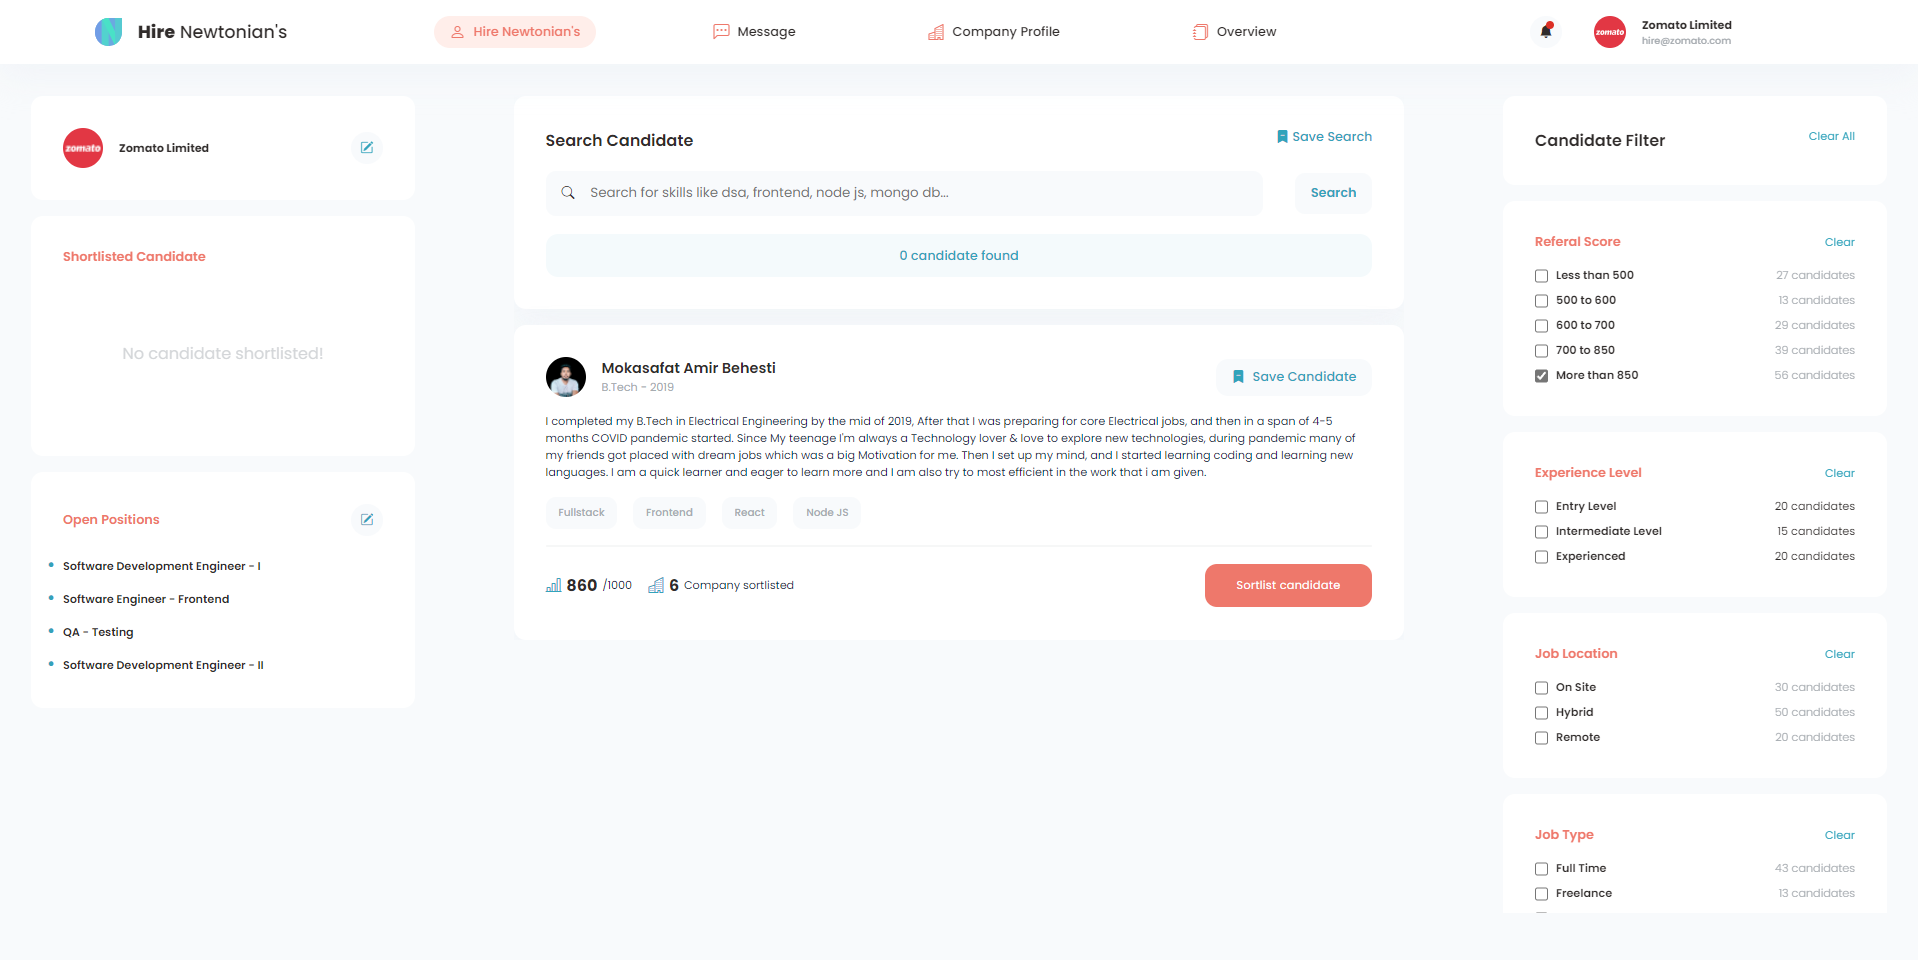 Hire Newtonian's
Hire Newtonian's
Message
Company Profile
Overview
zomato
Zomato Limited
hire@zomato.com
zomato
Zomato Limited
Shortlisted Candidate
No candidate shortlisted!
Open Positions
Software Development Engineer - I
Software Engineer - Frontend
QA - Testing
Software Development Engineer - II
Search Candidate
Save Search
Search for skills like dsa, frontend, node js, mongo db...
Search
0 candidate found
Mokasafat Amir Behesti
B.Tech - 2019
Save Candidate
I completed my B.Tech in Electrical Engineering by the mid of 2019, After that I was preparing for core Electrical jobs, and then in a span of 4-5
months COVID pandemic started. Since My teenage I'm always a Technology lover & love to explore new technologies, during pandemic many of
my friends got placed with dream jobs which was a big Motivation for me. Then I set up my mind, and I started learning coding and learning new
languages. I am a quick learner and eager to learn more and I am also try to most efficient in the work that i am given.
Fullstack
Frontend
React
Node JS
860 /1000
6 Company sortlisted
Sortlist candidate
Candidate Filter
Clear All
Referal Score
Clear
Less than 500
27 candidates
500 to 600
13 candidates
600 to 700
29 candidates
700 to 850
39 candidates
More than 850
56 candidates
Experience Level
Clear
Entry Level
20 candidates
Intermediate Level
15 candidates
Experienced
20 candidates
Job Location
Clear
On Site
30 candidates
Hybrid
50 candidates
Remote
20 candidates
Job Type
Clear
Full Time
43 candidates
Freelance
13 candidates